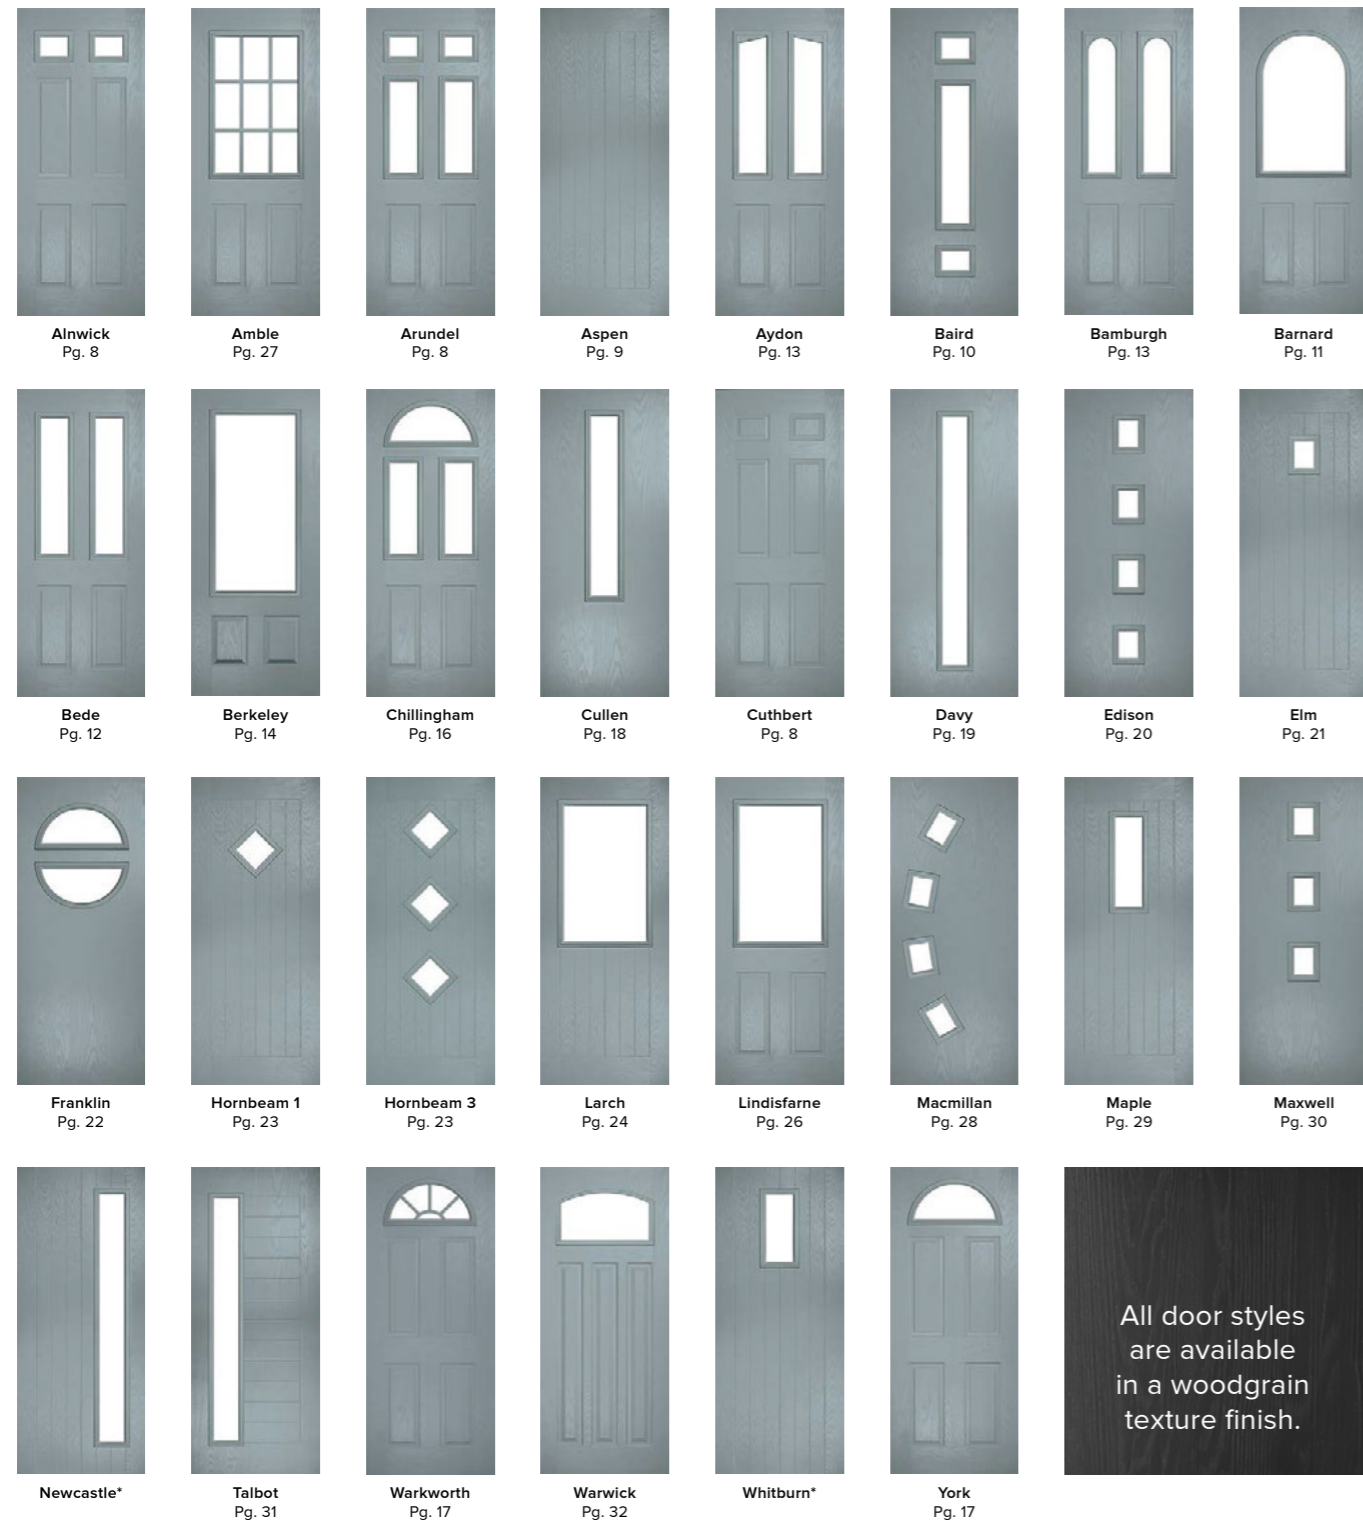 Alnwick
Pg. 8
Amble
Pg. 27
Arundel
Pg. 8
Aspen
Pg. 9
Aydon
Pg. 13
Baird
Pg. 10
Bamburgh
Pg. 13
Barnard
Pg. 11
Bede
Pg. 12
Berkeley
Pg. 14
Chillingham
Pg. 16
Cullen
Pg. 18
Cuthbert
Pg. 8
Davy
Pg. 19
Edison
Pg. 20
Elm
Pg. 21
Franklin
Pg. 22
Hornbeam 1
Pg. 23
Hornbeam 3
Pg. 23
Larch
Pg. 24
Lindisfarne
Pg. 26
Macmillan
Pg. 28
Maple
Pg. 29
Maxwell
Pg. 30
Newcastle*
Talbot
Pg. 31
Warkworth
Pg. 17
Warwick
Pg. 32
Whitburn*
York
Pg. 17
All door styles
are available
in a woodgrain
texture finish.